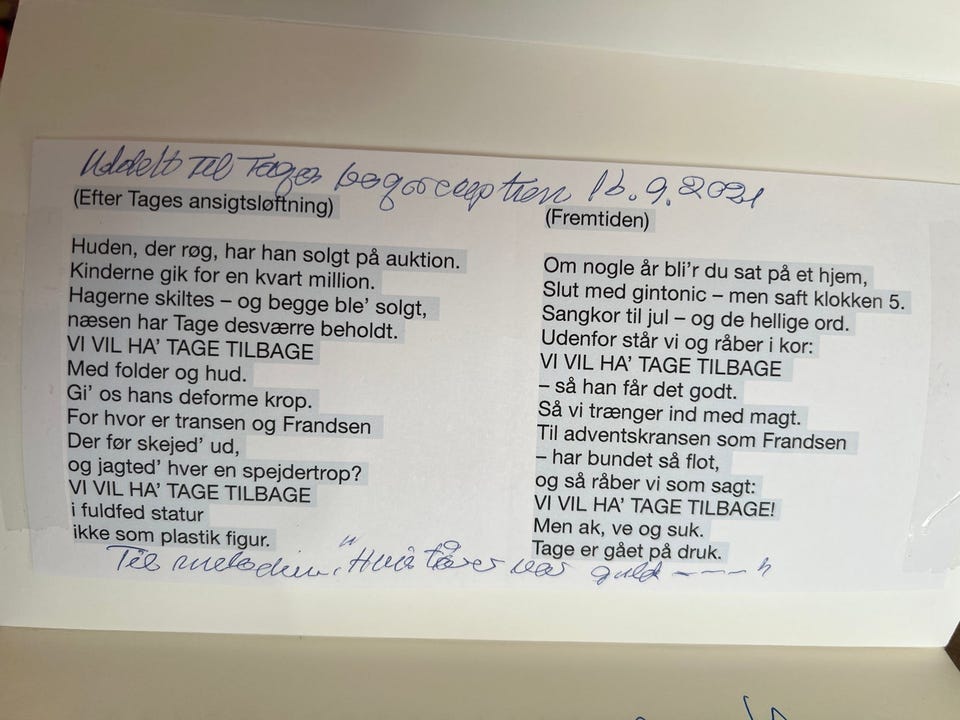 Uddelt til Tages bogreception 16.9.2021
(Efter Tages ansigtsløftning)
Huden, der røg, har han solgt på auktion.
Kinderne gik for en kvart million.
Hagerne skiltes – og begge ble’ solgt,
næsen har Tage desværre beholdt.
VI VIL HA’ TAGE TILBAGE
Med folder og hud.
Gi’ os hans deforme krop.
For hvor er transen og Frandsen
Der før skejed’ ud,
og jagted’ hver en spejdertrop?
VI VIL HA’ TAGE TILBAGE
i fuldfed statur
ikke som plastik figur.
(Fremtiden)
Om nogle år bli’r du sat på et hjem,
Slut med gintonic – men saft klokken 5.
Sangkor til jul – og de hellige ord.
Udenfor står vi og råber i kor:
VI VIL HA’ TAGE TILBAGE
– så han får det godt.
Så vi trænger ind med magt.
Til adventskransen som Frandsen
– har bundet så flot,
og så råber vi som sagt:
VI VIL HA’ TAGE TILBAGE!
Men ak, ve og suk.
Tage er gået på druk.
Til melodien "Hvis tårer var guld ----"